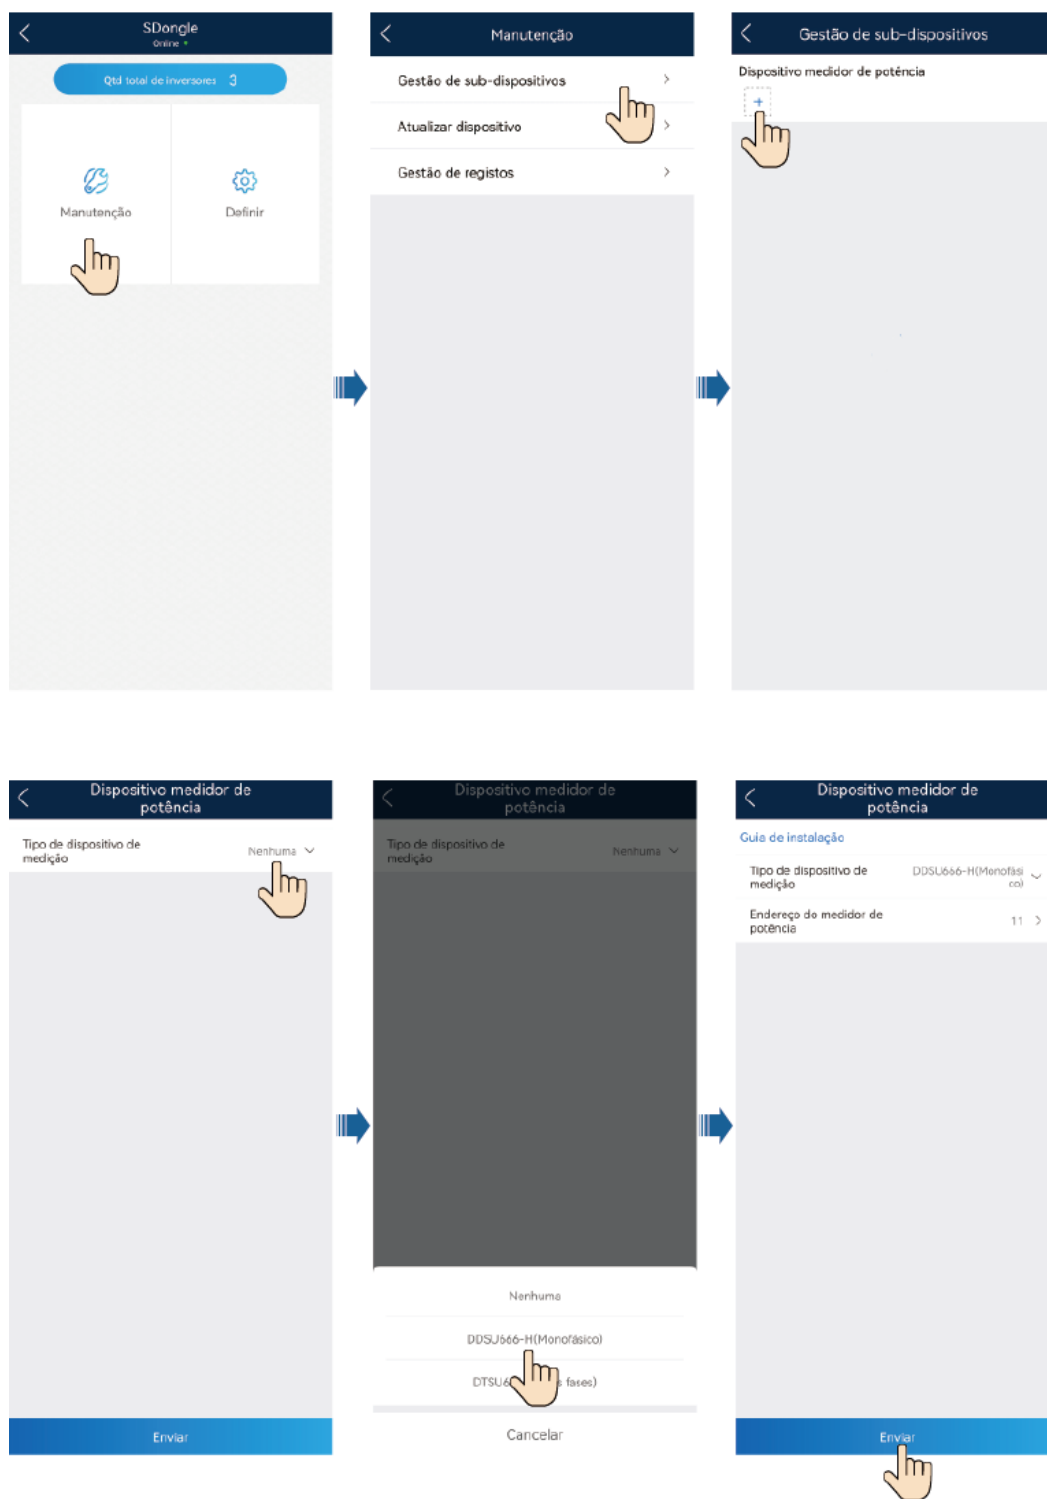 SDongle
Online
Qtd total de inversores 3
Manutenção
Definir
Manutenção
Gestão de sub-dispositivos
Atualizar dispositivo
Gestão de registos
Gestão de sub-dispositivos
Dispositivo medidor de potência
+
Dispositivo medidor de
potência
Tipo de dispositivo de
medição
Nenhuma
Enviar
Dispositivo medidor de
potência
Tipo de dispositivo de
medição
Nenhuma
Nenhuma
DDSU666-H(Monofásico)
fases)
Cancelar
Dispositivo medidor de
potência
Guia de instalação
Tipo de dispositivo de
medição
DDSU666-H(Monofási
co)
Endereço do medidor de
potência
11
Enviar